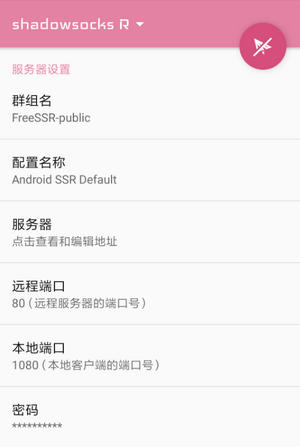 shadowsocks R
服务器设置
群组名
FreeSSR-public
配置名称
Android SSR Default
服务器
点击查看和编辑地址
远程端口
80（远程服务器的端口号）
本地端口
1080（本地客户端的端口号）
密码
**********